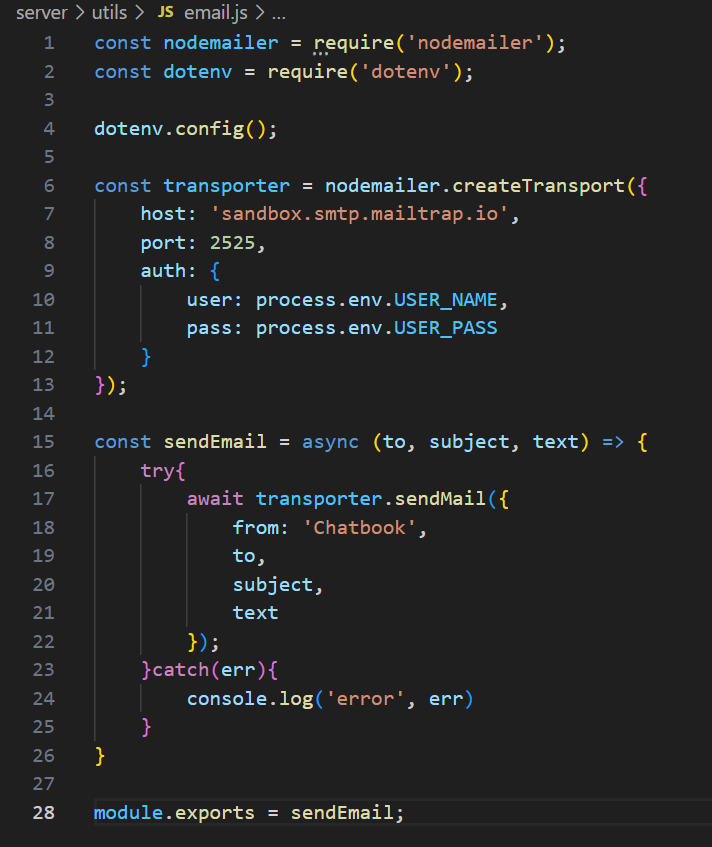 server > utils > JS email.js > ...
1 const nodemailer = require('nodemailer');
2 const dotenv = require('dotenv');
3
4 dotenv.config();
5
6 const transporter = nodemailer.createTransport({
7     host: 'sandbox.smtp.mailtrap.io',
8     port: 2525,
9     auth: {
10         user: process.env.USER_NAME,
11         pass: process.env.USER_PASS
12     }
13 });
14
15 const sendEmail = async (to, subject, text) => {
16     try{
17         await transporter.sendMail({
18             from: 'Chatbook',
19             to,
20             subject,
21             text
22         });
23     }catch(err){
24         console.log('error', err)
25     }
26 }
27
28 module.exports = sendEmail;